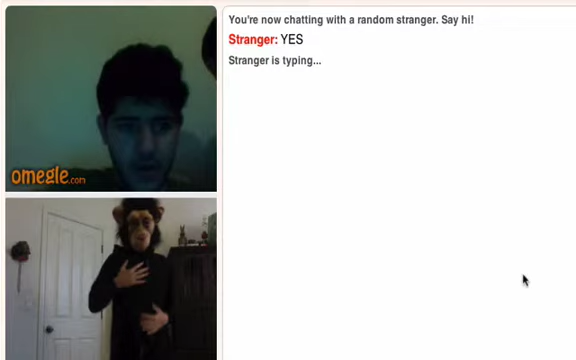 You're now chatting with a random stranger. Say hi!
Stranger: YES
Stranger is typing...
omegle.com